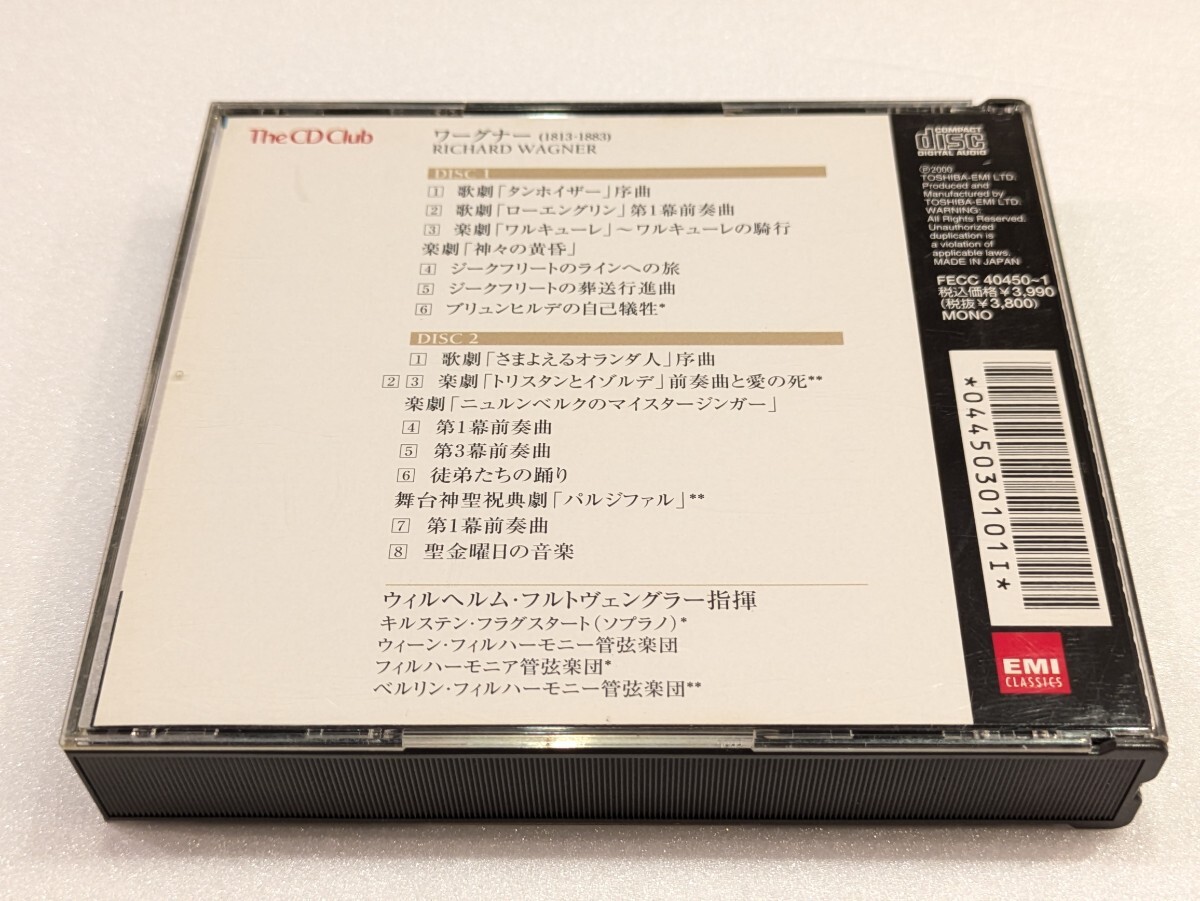 The CD Club
ワーグナー (1813-1883)
RICHARD WAGNER
DISC 1
1 歌劇「タンホイザー」序曲
2 歌劇「ローエングリン」第1幕前奏曲
3 楽劇「ワルキューレ」～ワルキューレの騎行
楽劇「神々の黄昏」
4 ジークフリートのラインへの旅
5 ジークフリートの葬送行進曲
6 ブリュンヒルデの自己犠牲*
DISC 2
1 歌劇「さまよえるオランダ人」序曲
2 3 楽劇「トリスタンとイゾルデ」前奏曲と愛の死**
楽劇「ニュルンベルクのマイスタージンガー」
4 第1幕前奏曲
5 第3幕前奏曲
6 徒弟たちの踊り
舞台神聖祝典劇「パルジファル」**
7 第1幕前奏曲
8 聖金曜日の音楽
ウィルヘルム・フルトヴェングラー指揮
キルステン・フラグスタート(ソプラノ)*
ウィーン・フィルハーモニー管弦楽団
フィルハーモニア管弦楽団*
ベルリン・フィルハーモニー管弦楽団**
COMPACT
disc
DIGITAL AUDIO
Ⓟ2000
TOSHIBA-EMI LTD.
Produced and
Manufactured by
TOSHIBA-EMI LTD.
WARNING:
All Rights Reserved.
Unauthorized
duplication is
a violation of
applicable laws.
MADE IN JAPAN
FECC 40450~1
税込価格￥3,990
(税抜￥3,800)
MONO
*04450301011*
EMI
CLASSICS